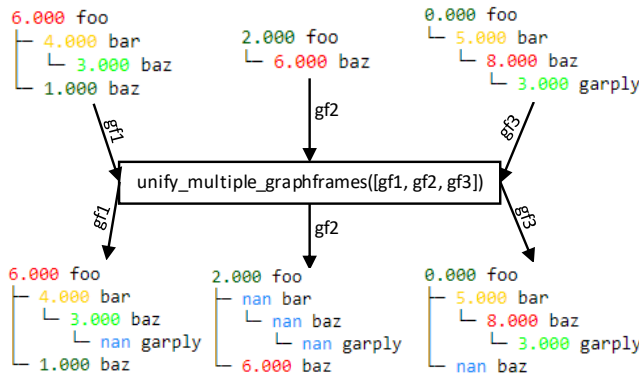 6.000 foo
├─ 4.000 bar
│  └─ 3.000 baz
└─ 1.000 baz
2.000 foo
└─ 6.000 baz
0.000 foo
└─ 5.000 bar
   └─ 8.000 baz
      └─ 3.000 garply
gf1
gf2
gf3
unify_multiple_graphframes([gf1, gf2, gf3])
gf1
gf2
gf3
6.000 foo
├─ 4.000 bar
│  └─ 3.000 baz
│     └─ nan garply
└─ 1.000 baz
2.000 foo
├─ nan bar
│  └─ nan baz
│     └─ nan garply
└─ 6.000 baz
0.000 foo
├─ 5.000 bar
│  └─ 8.000 baz
│     └─ 3.000 garply
└─ nan baz